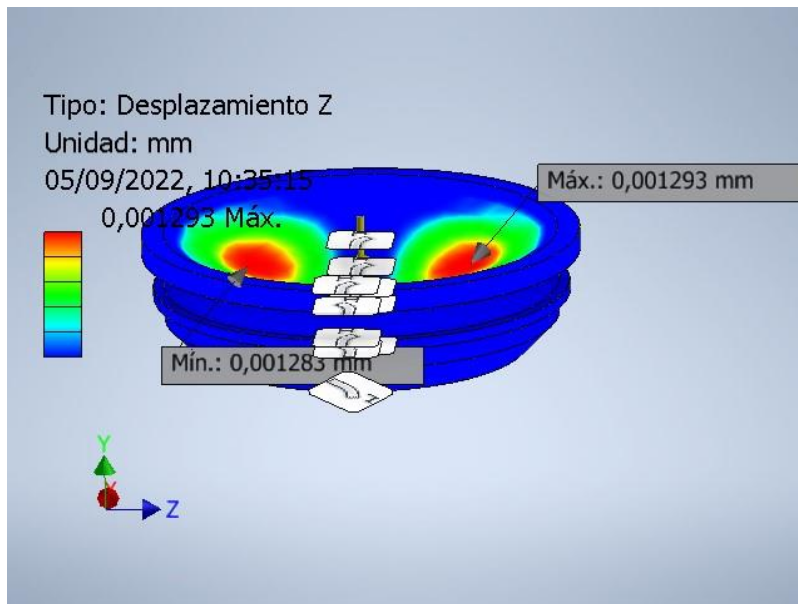 Tipo: Desplazamiento Z
Unidad: mm
05/09/2022, 10:35:15
0,001293 Máx.
Máx.: 0,001293 mm
Mín.: 0,001283 mm
Y
Z